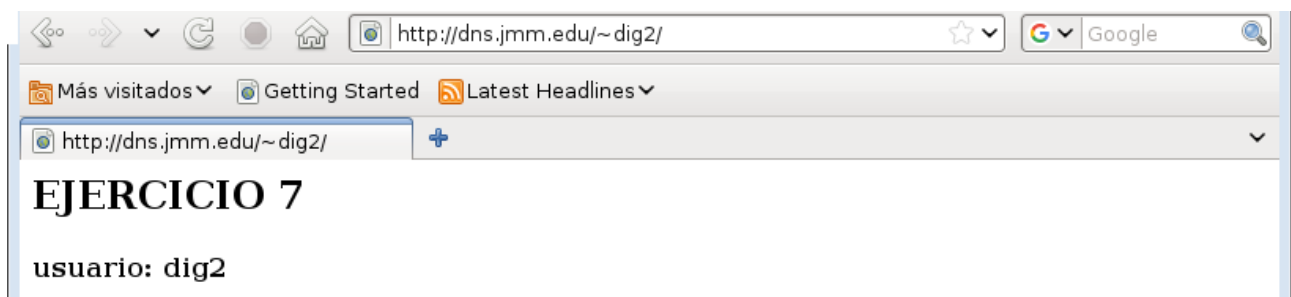 http://dns.jmm.edu/~dig2/ Google
Más visitados Getting Started Latest Headlines
http://dns.jmm.edu/~dig2/
EJERCICIO 7
usuario: dig2